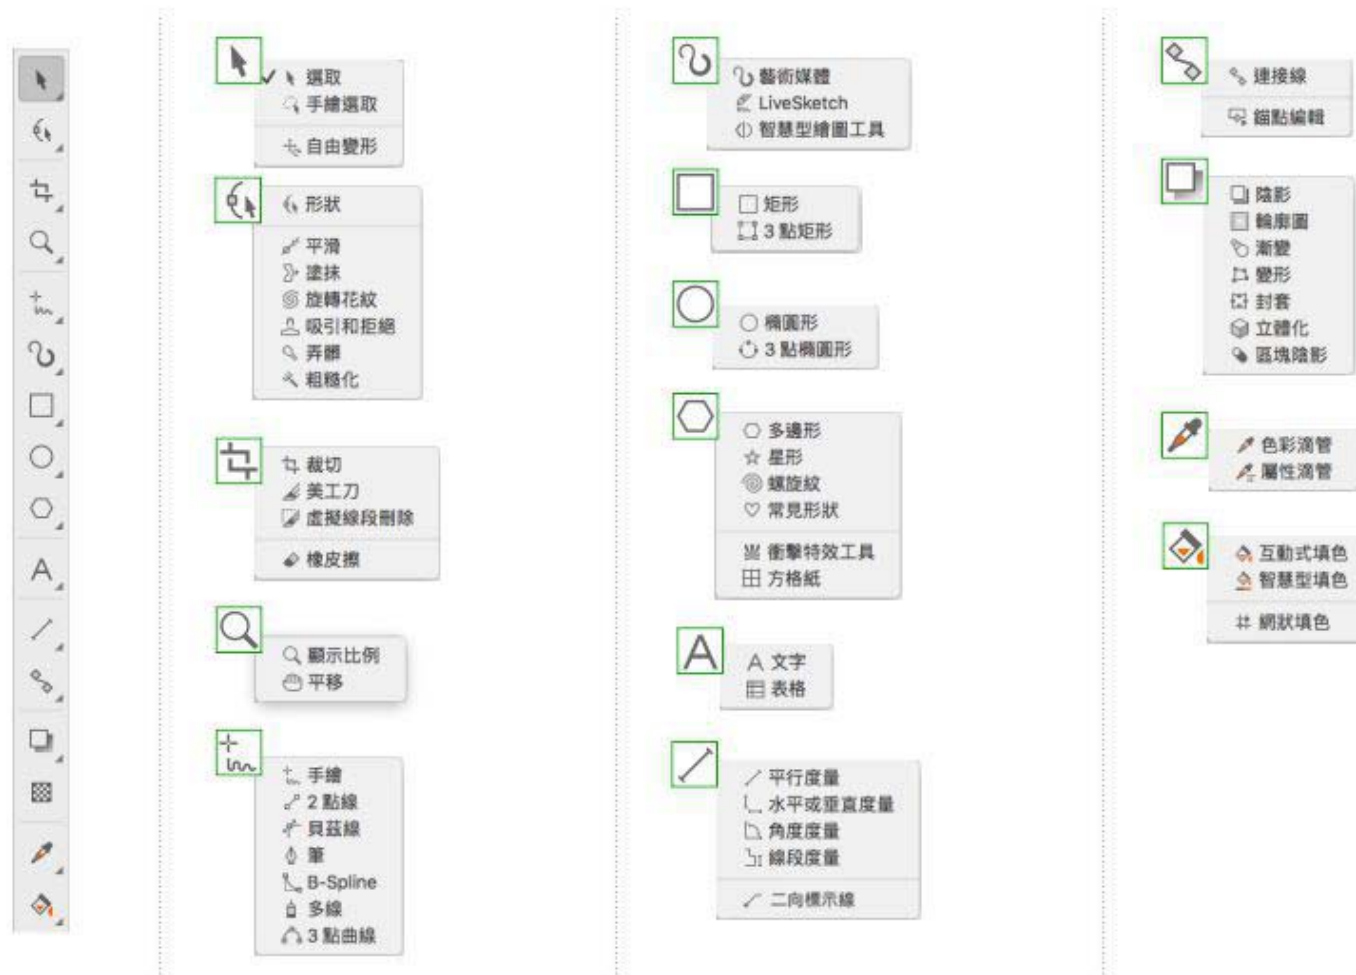 選取
手繪選取
自由變形
形狀
平滑
塗抹
旋轉花紋
吸引和拒絕
弄髒
粗糙化
裁切
美工刀
虛擬線段刪除
橡皮擦
顯示比例
平移
手繪
2 點線
貝茲線
筆
B-Spline
多線
3 點曲線
藝術媒體
LiveSketch
智慧型繪圖工具
矩形
3 點矩形
橢圓形
3 點橢圓形
多邊形
星形
螺旋紋
常見形狀
衝擊特效工具
方格紙
A 文字
表格
平行度量
水平或垂直度量
角度度量
線段度量
二向標示線
連接線
錨點編輯
陰影
輪廓圖
漸變
變形
封套
立體化
區塊陰影
色彩滴管
屬性滴管
互動式填色
智慧型填色
網狀填色